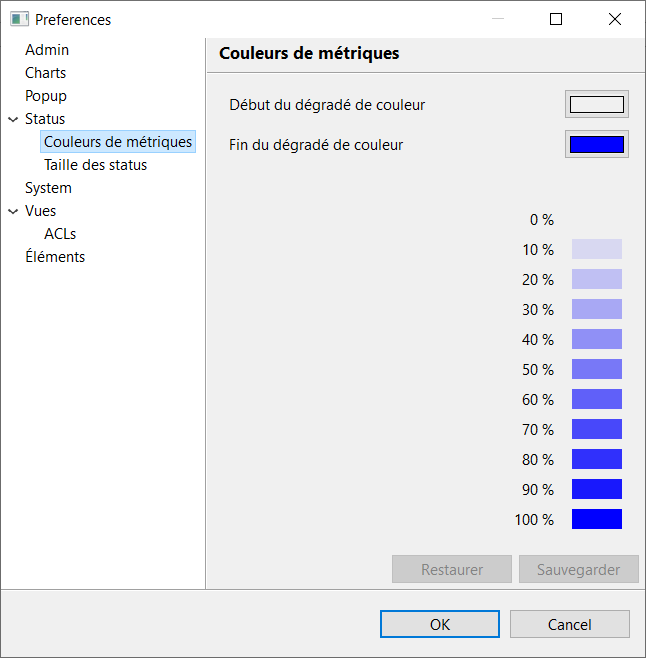 Preferences
Admin
Charts
Popup
Status
Couleurs de métriques
Taille des status
System
Vues
ACLs
Éléments
Couleurs de métriques
Début du dégradé de couleur
Fin du dégradé de couleur
0 %
10 %
20 %
30 %
40 %
50 %
60 %
70 %
80 %
90 %
100 %
Restaurer Sauvegarder
OK Cancel